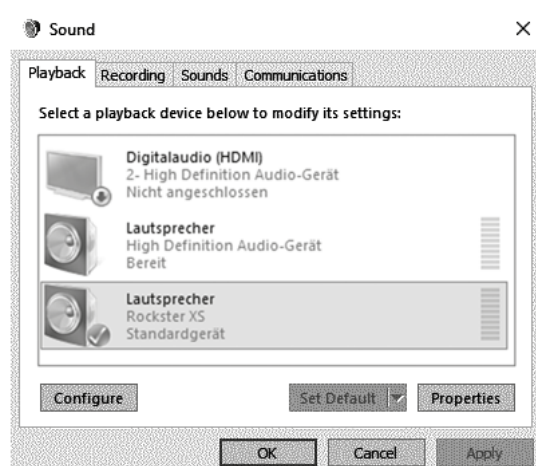 Sound
Playback Recording Sounds Communications
Select a playback device below to modify its settings:
Digitalaudio (HDMI)
2- High Definition Audio-Gerät
Nicht angeschlossen
Lautsprecher
High Definition Audio-Gerät
Bereit
Lautsprecher
Rockster XS
Standardgerät
Configure Set Default Properties
OK Cancel Apply